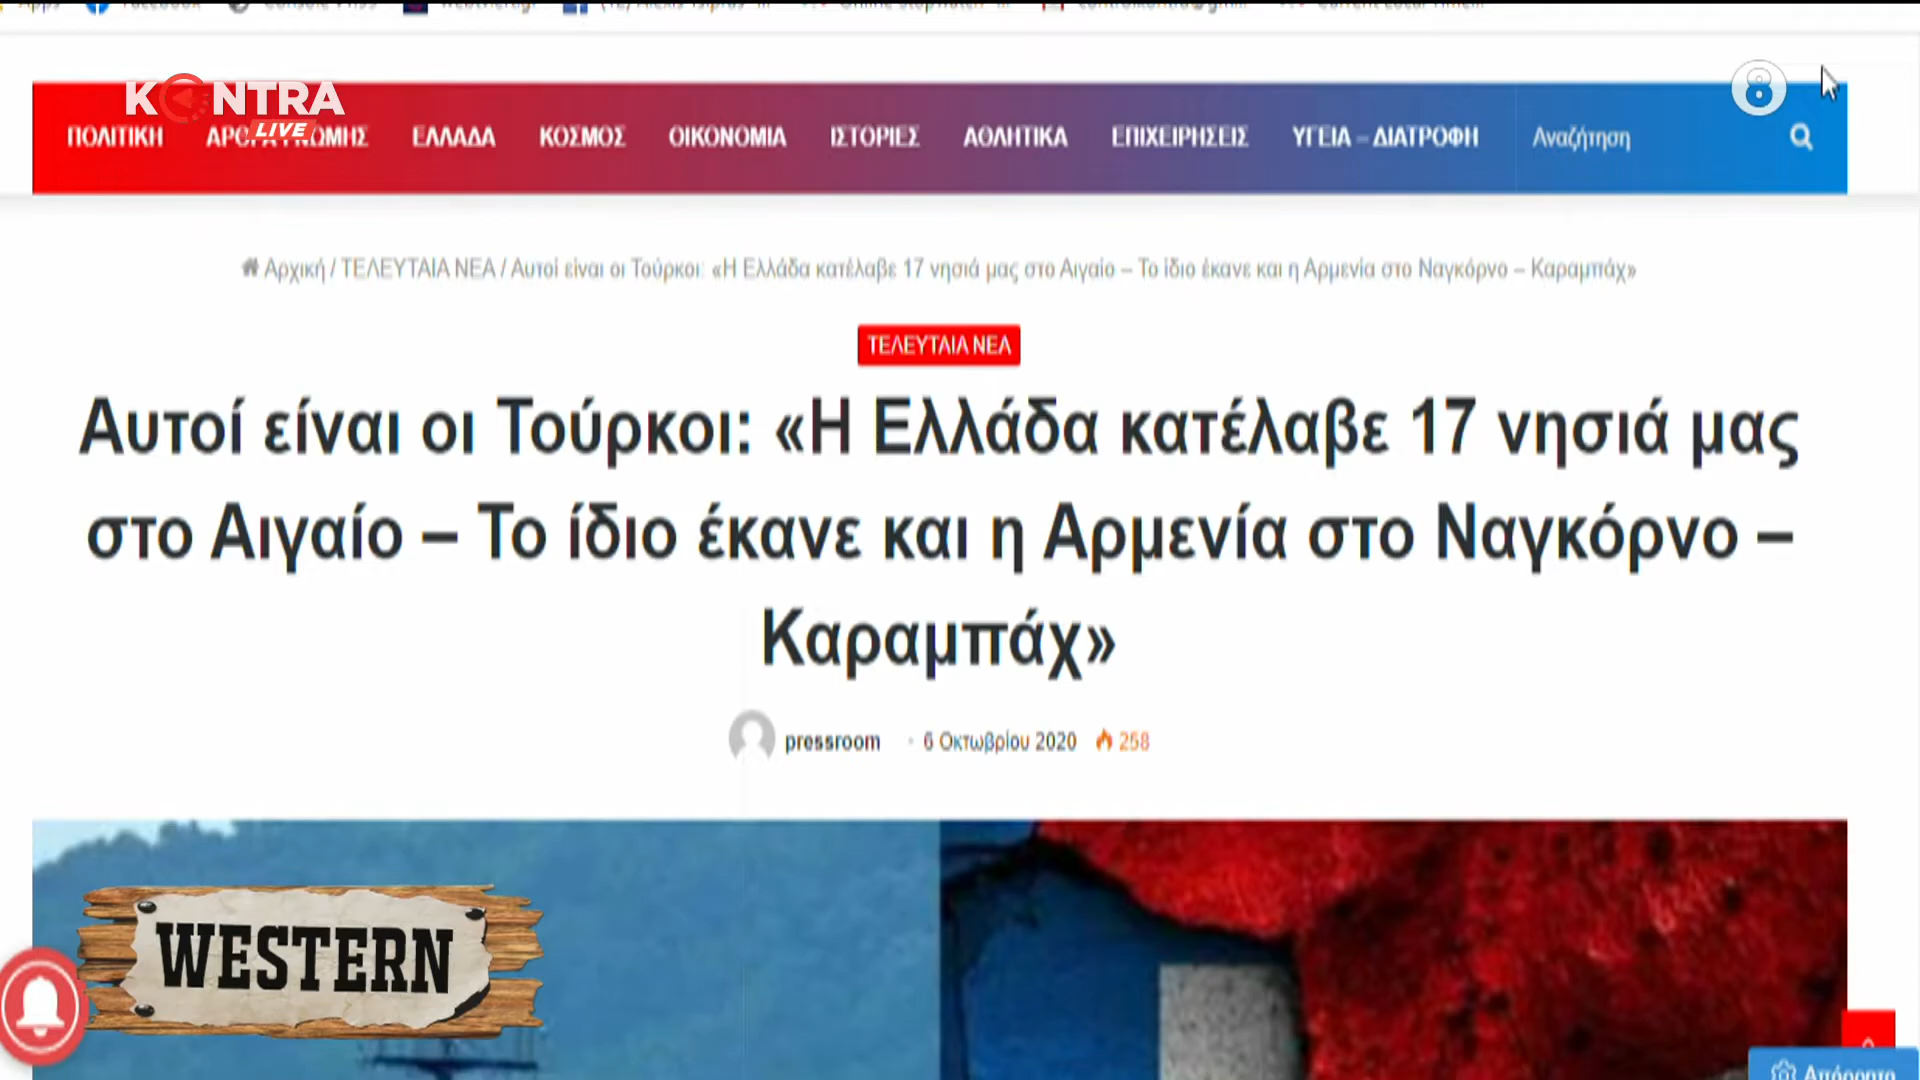 KONTRA
LIVE
8
ΠΟΛΙΤΙΚΗ ΕΛΛΑΔΑ ΚΟΣΜΟΣ ΟΙΚΟΝΟΜΙΑ ΙΣΤΟΡΙΕΣ ΑΘΛΗΤΙΚΑ ΕΠΙΧΕΙΡΗΣΕΙΣ ΥΓΕΙΑ – ΔΙΑΤΡΟΦΗ Αναζήτηση
Αρχική / ΤΕΛΕΥΤΑΙΑ ΝΕΑ / Αυτοί είναι οι Τούρκοι: «Η Ελλάδα κατέλαβε 17 νησιά μας στο Αιγαίο – Το ίδιο έκανε και η Αρμενία στο Ναγκόρνο – Καραμπάχ»
ΤΕΛΕΥΤΑΙΑ ΝΕΑ
Αυτοί είναι οι Τούρκοι: «Η Ελλάδα κατέλαβε 17 νησιά μας
στο Αιγαίο – Το ίδιο έκανε και η Αρμενία στο Ναγκόρνο –
Καραμπάχ»
pressroom 6 Οκτωβρίου 2020 258
WESTERN
Απόρρητο